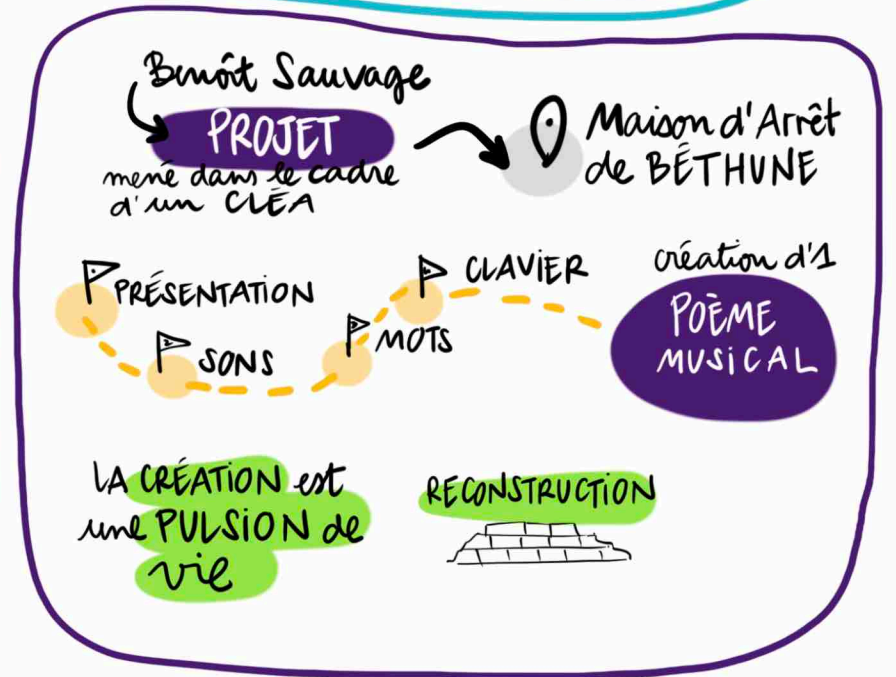 Benoît Sauvage
PROJET
mené dans le cadre
d'un CLÉA
Maison d'Arrêt
de BÉTHUNE
PRÉSENTATION
SONS
MOTS
CLAVIER
création d'1
POÈME
MUSICAL
LA CRÉATION est
une PULSION de
vie
RECONSTRUCTION